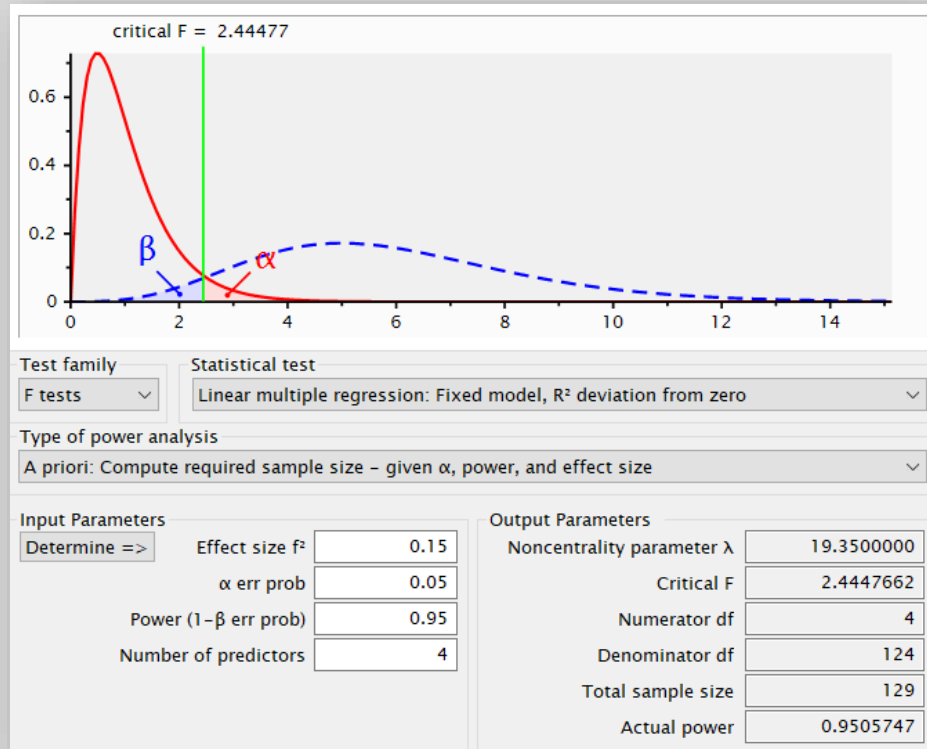 critical F = 2.44477
0.6
0.4
0.2
0
β
α
0 2 4 6 8 10 12 14
Test family
Statistical test
F tests
Linear multiple regression: Fixed model, R² deviation from zero
Type of power analysis
A priori: Compute required sample size – given α, power, and effect size
Input Parameters
Determine =>
Effect size f² 0.15
α err prob 0.05
Power (1-β err prob) 0.95
Number of predictors 4
Output Parameters
Noncentrality parameter λ 19.3500000
Critical F 2.4447662
Numerator df 4
Denominator df 124
Total sample size 129
Actual power 0.9505747